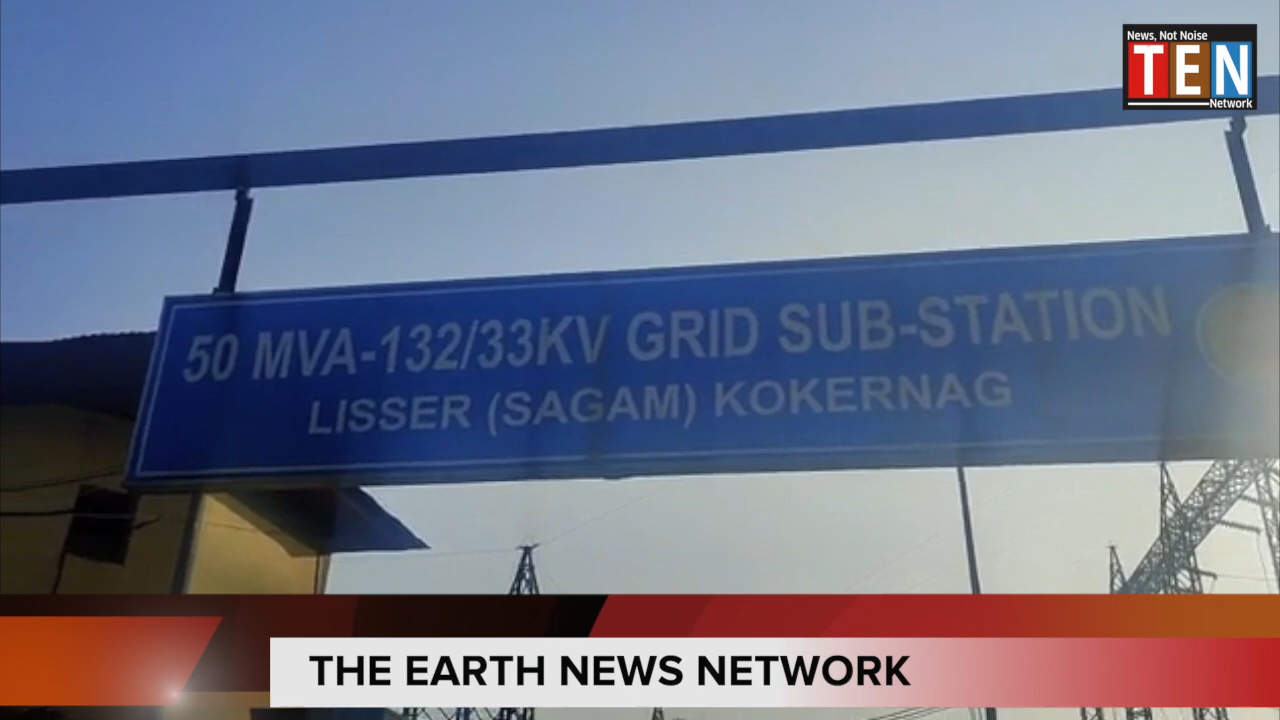 News, Not Noise
TEN
Network
50 MVA-132/33KV GRID SUB-STATION
LISSER (SAGAM) KOKERNAG
THE EARTH NEWS NETWORK